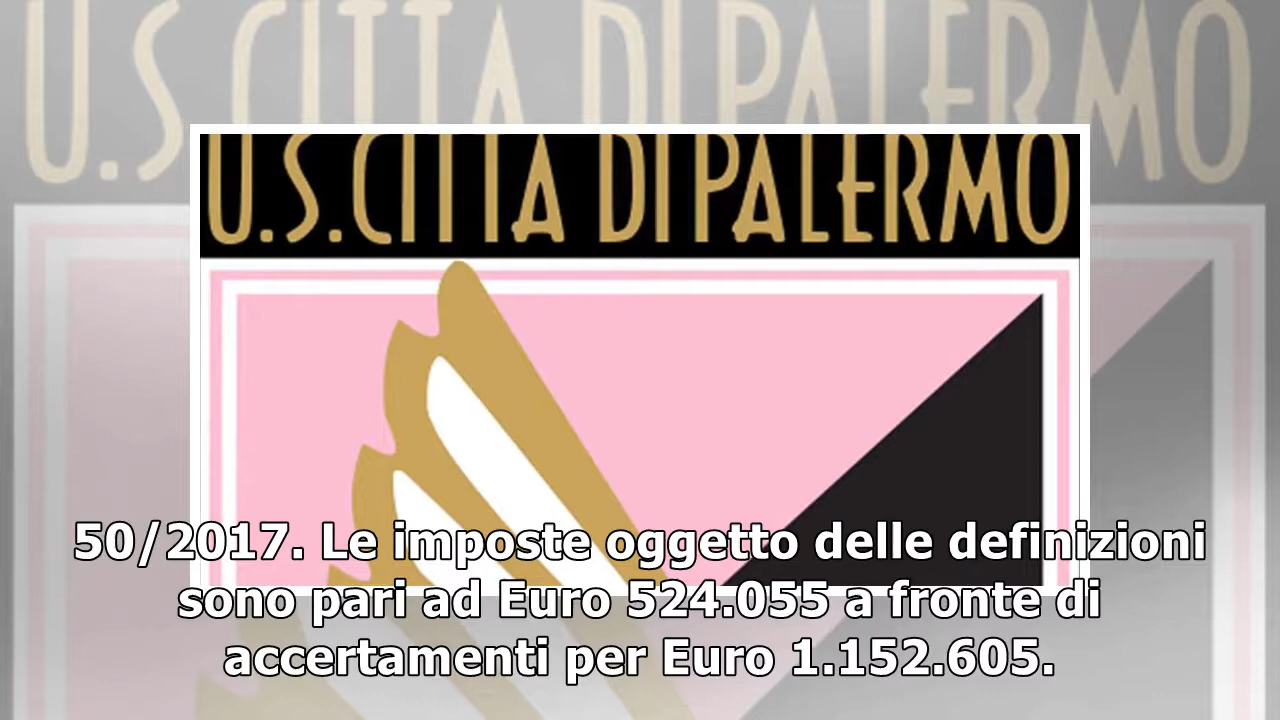 U.S.CITTA DI PALERMO
U.S.CITTA DI PALERMO
50/2017. Le imposte oggetto delle definizioni
sono pari ad Euro 524.055 a fronte di
accertamenti per Euro 1.152.605.